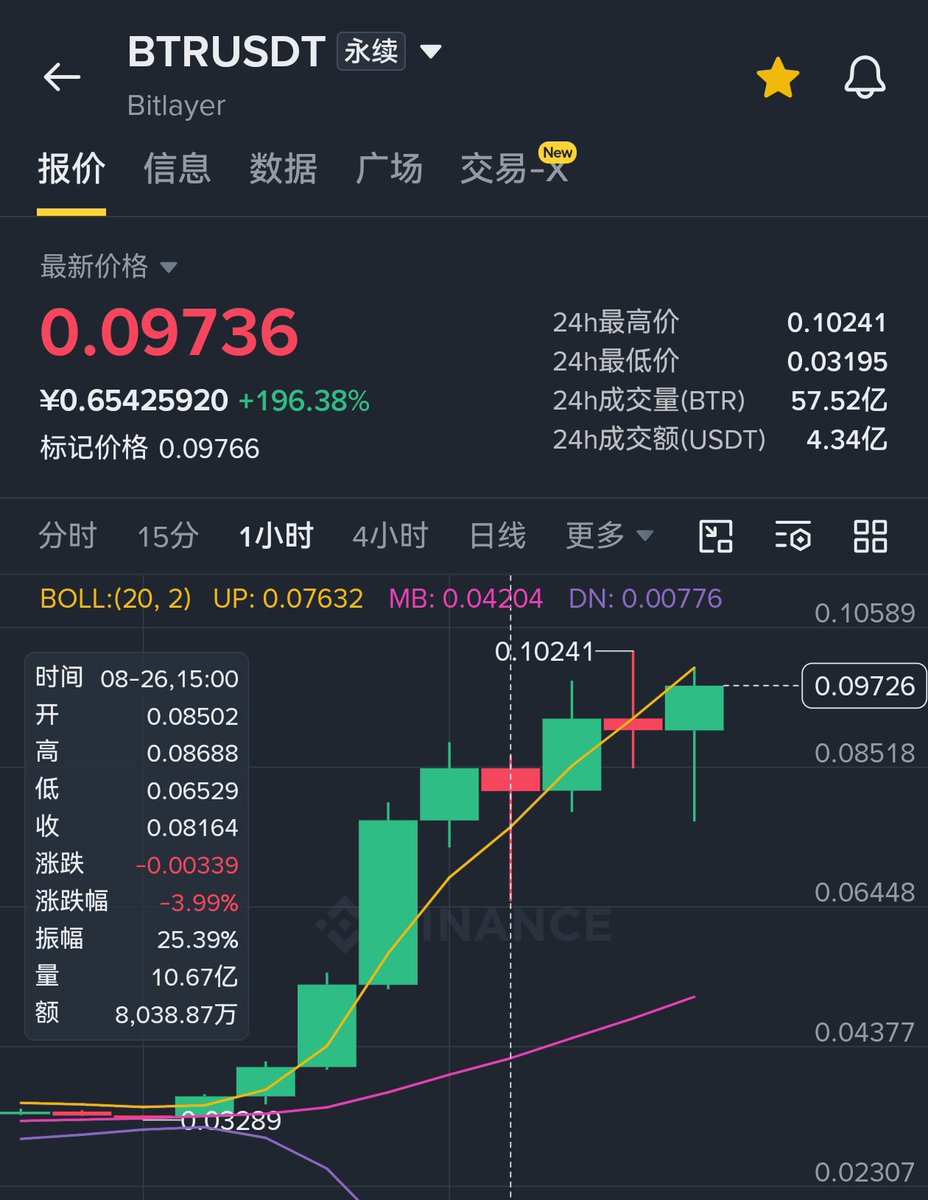 BTRUSDT 永续
Bitlayer
报价 信息 数据 广场 交易-X New
最新价格
0.09736
¥0.65425920 +196.38%
标记价格 0.09766
24h最高价 0.10241
24h最低价 0.03195
24h成交量(BTR) 57.52亿
24h成交额(USDT) 4.34亿
分时 15分 1小时 4小时 日线 更多
BOLL:(20, 2) UP: 0.07632 MB: 0.04204 DN: 0.00776
0.10589
0.10241
时间 08-26,15:00
开 0.08502
高 0.08688
低 0.06529
收 0.08164
涨跌 -0.00339
涨跌幅 -3.99%
振幅 25.39%
量 10.67亿
额 8,038.87万
0.09726
0.08518
0.06448
BINANCE
0.04377
0.03289
0.02307